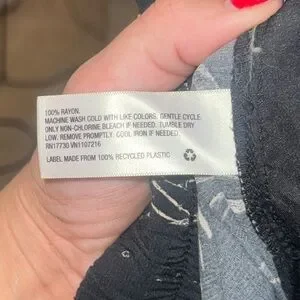 100% RAYON.
MACHINE WASH COLD WITH LIKE COLORS. GENTLE CYCLE.
ONLY NON-CHLORINE BLEACH IF NEEDED. TUMBLE DRY
LOW. REMOVE PROMPTLY. COOL IRON IF NEEDED.
RN17730 VN1107216
LABEL MADE FROM 100% RECYCLED PLASTIC